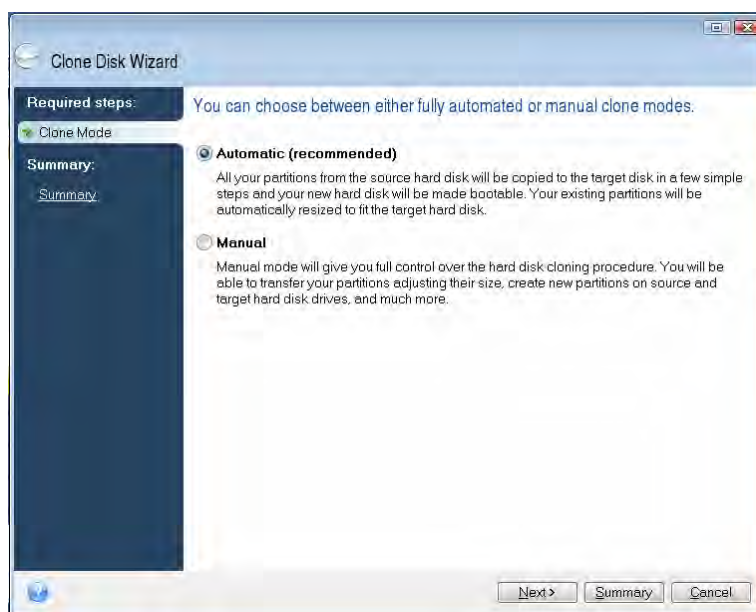 Clone Disk Wizard
Required steps:
Clone Mode
Summary:
Summary
You can choose between either fully automated or manual clone modes.
Automatic (recommended)
All your partitions from the source hard disk will be copied to the target disk in a few simple
steps and your new hard disk will be made bootable. Your existing partitions will be
automatically resized to fit the target hard disk.
Manual
Manual mode will give you full control over the hard disk cloning procedure. You will be
able to transfer your partitions adjusting their size, create new partitions on source and
target hard disk drives, and much more.
Next > Summary Cancel